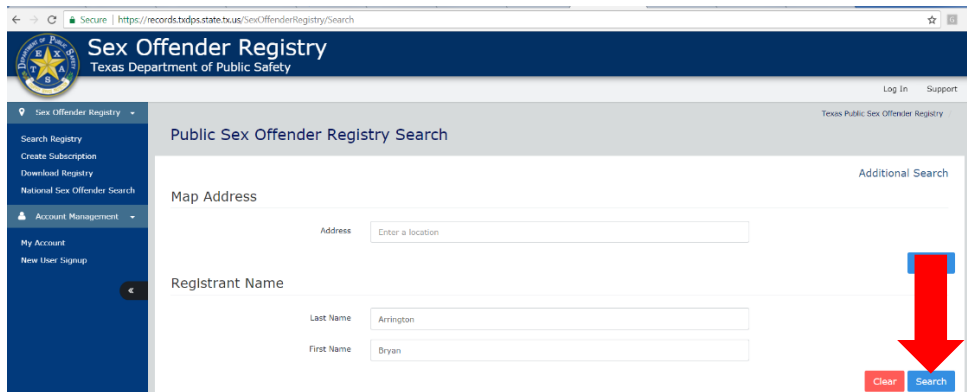 Secure | https://records.txdps.state.tx.us/SexOffenderRegistry/Search
Sex Offender Registry
Texas Department of Public Safety
Log In Support
Sex Offender Registry
Texas Public Sex Offender Registry
Search Registry
Create Subscription
Download Registry
National Sex Offender Search
Account Management
My Account
New User Signup
«
Public Sex Offender Registry Search
Additional Search
Map Address
Address Enter a location
Registrant Name
Last Name Arrington
First Name Bryan
Clear Search